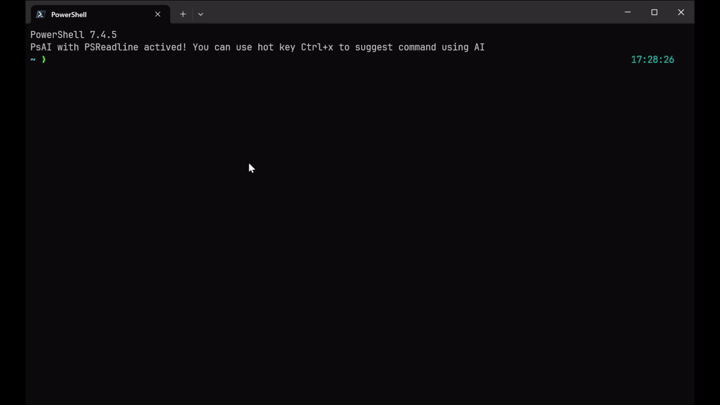 PowerShell
PowerShell 7.4.5
PsAI with PSReadline actived! You can use hot key Ctrl+x to suggest command using AI
~ ❯ 17:28:26